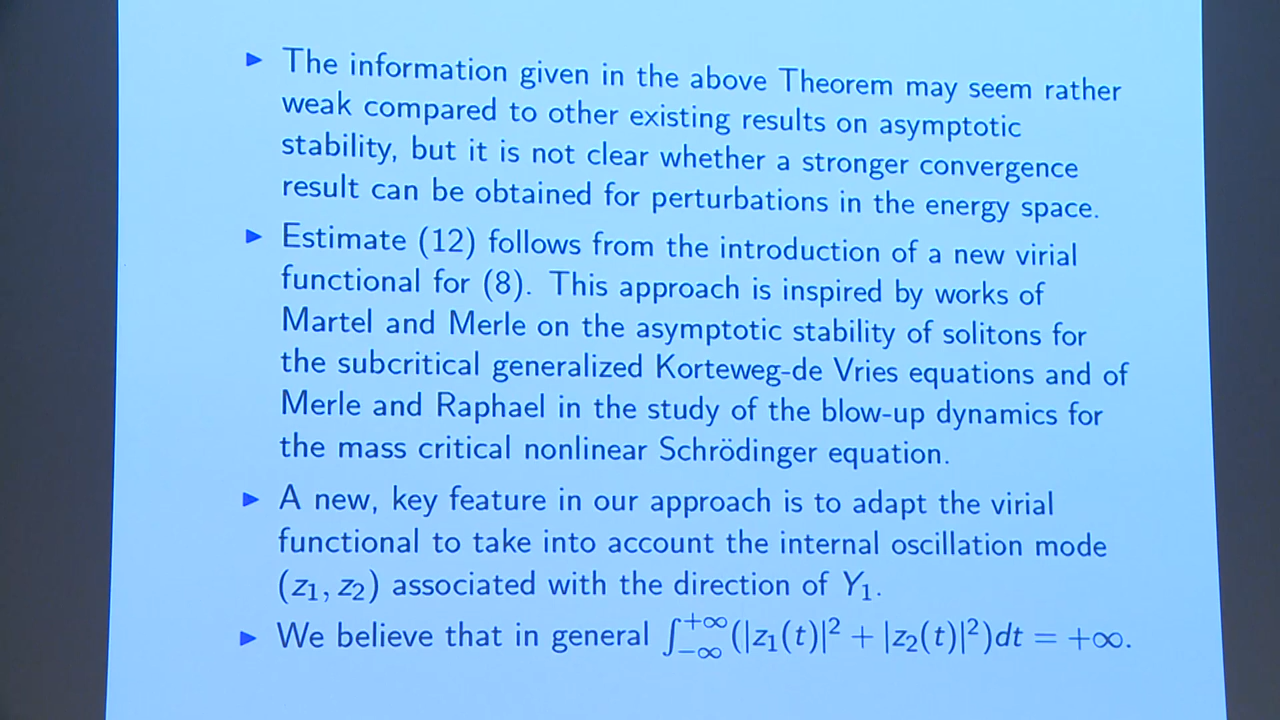 ▶ The information given in the above Theorem may seem rather
weak compared to other existing results on asymptotic
stability, but it is not clear whether a stronger convergence
result can be obtained for perturbations in the energy space.
▶ Estimate (12) follows from the introduction of a new virial
functional for (8). This approach is inspired by works of
Martel and Merle on the asymptotic stability of solitons for
the subcritical generalized Korteweg-de Vries equations and of
Merle and Raphael in the study of the blow-up dynamics for
the mass critical nonlinear Schrödinger equation.
▶ A new, key feature in our approach is to adapt the virial
functional to take into account the internal oscillation mode
(z₁, z₂) associated with the direction of Y₁.
▶ We believe that in general ∫₋∞⁺∞ (|z₁(t)|² + |z₂(t)|²)dt = +∞.